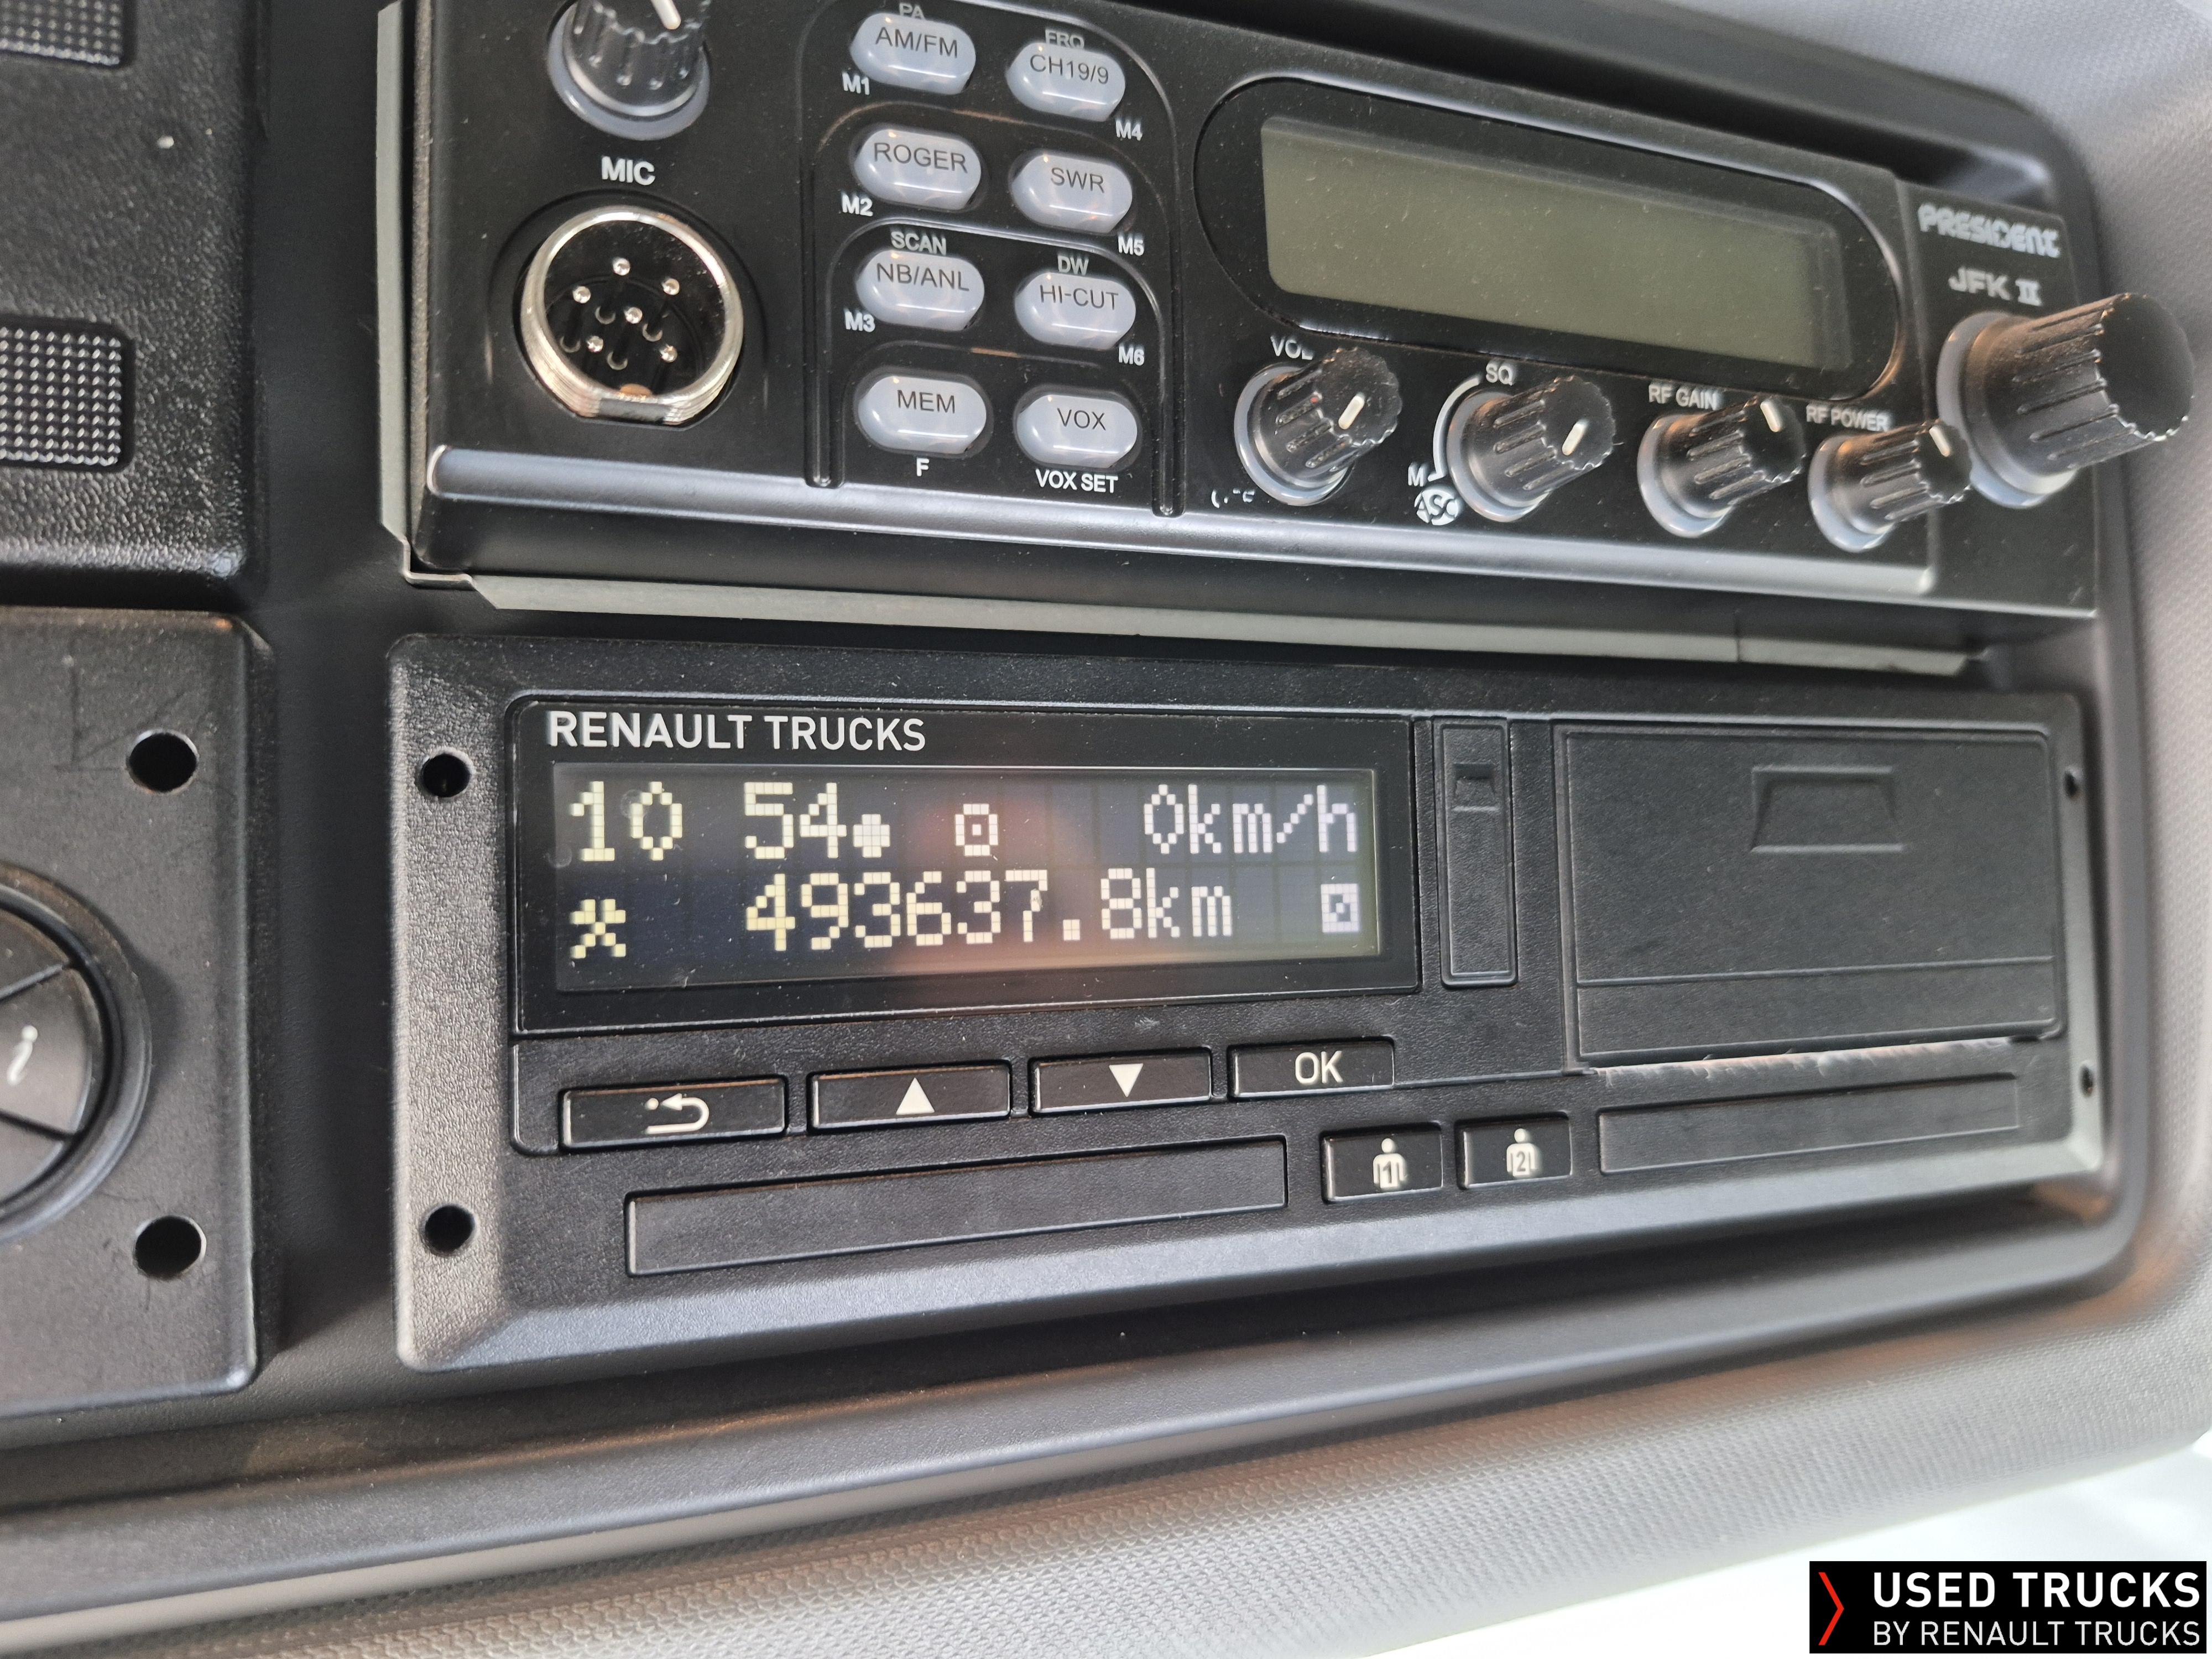 PA
AM/FM
M1
FRQ
CH19/9
M4
ROGER
M2
SWR
M5
SCAN
NB/ANL
M3
DW
HI-CUT
M6
MEM
F
VOX
VOX SET
MIC
PRESIDENT
JFK II
VOL
SQ
M
ASC
RF GAIN
RF POWER
RENAULT TRUCKS
10 54 0km/h
493637.8km
OK
1 2
i
USED TRUCKS
BY RENAULT TRUCKS